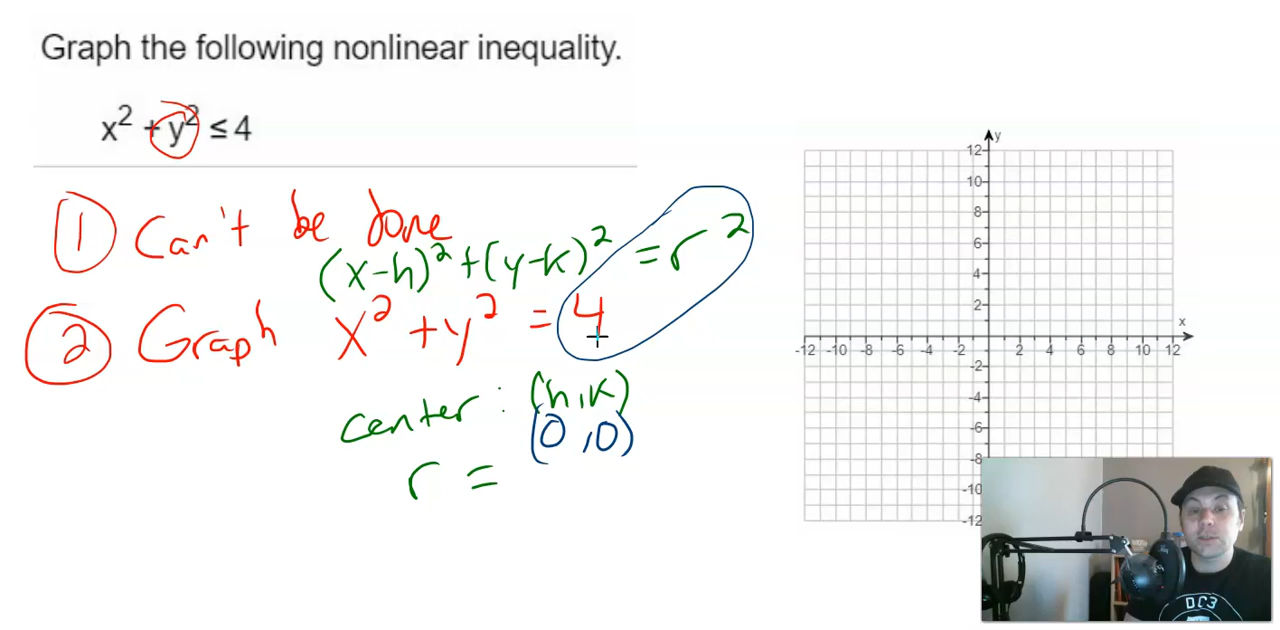 Graph the following nonlinear inequality.
x² + y² ≤ 4
① Can't be done
(x-h)² + (y-k)² = r²
② Graph x² + y² = 4
center : (h,k)
(0,0)
r =
y
12
10
8
6
4
2
x
-12 -10 -8 -6 -4 -2 2 4 6 8 10 12
-2
-4
-6
-8
-10
-12
DC3